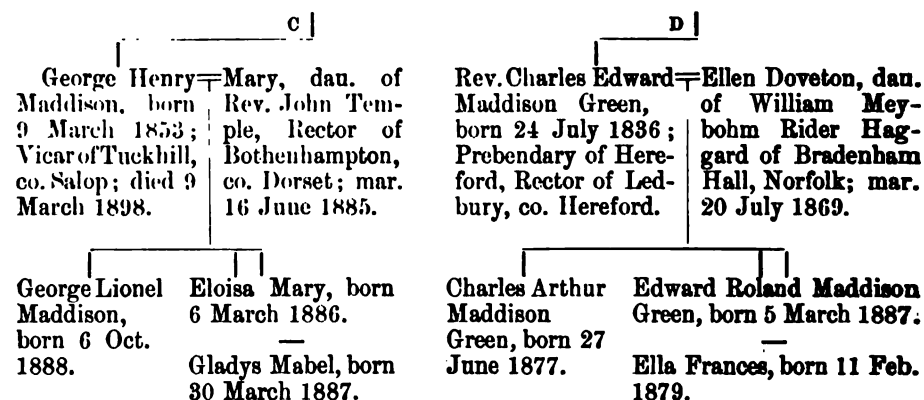 C
George Henry=Mary, dau. of
Maddison, born Rev. John Tem-
9 March 1853; ple, Rector of
Vicar of Tuckhill, Bothenhampton,
co. Salop; died 9 co. Dorset; mar.
March 1898. 16 June 1885.
George Lionel Eloisa Mary, born
Maddison, 6 March 1886.
born 6 Oct. —
1888. Gladys Mabel, born
30 March 1887.
D
Rev. Charles Edward=Ellen Doveton, dau.
Maddison Green, of William Mey-
born 24 July 1836; bohm Rider Hag-
Prebendary of Here- gard of Bradenham
ford, Rector of Led- Hall, Norfolk; mar.
bury, co. Hereford. 20 July 1869.
Charles Arthur Edward Roland Maddison
Maddison Green, born 5 March 1887.
Green, born 27 —
June 1877. Ella Frances, born 11 Feb.
1879.